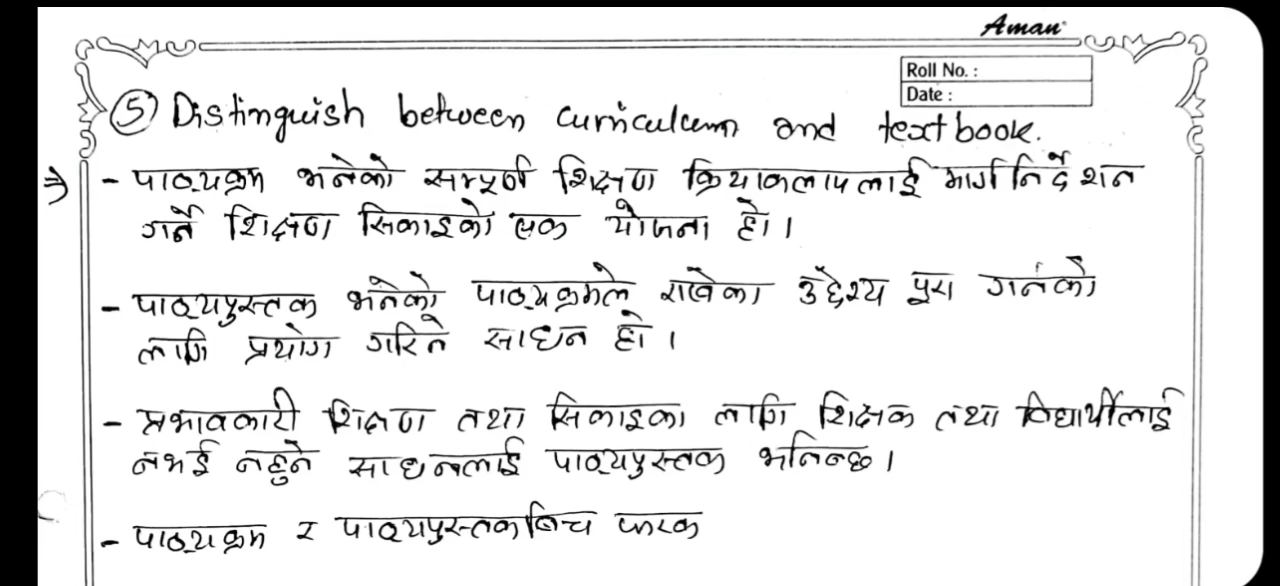 Aman
Roll No. :
Date :
⑤ Distinguish between curriculum and textbook.
⇒ - पाठ्यक्रम भनेको सम्पूर्ण शिक्षण क्रियाकलापलाई मार्ग निर्देशन
गर्ने शिक्षण सिकाइको एक योजना हो।
- पाठ्यपुस्तक भनेको पाठ्यक्रमले राखेका उद्देश्य पुरा गर्नको
लागि प्रयोग गरिने साधन हो।
- प्रभावकारी शिक्षण तथा सिकाइका लागि शिक्षक तथा विद्यार्थीलाई
नभई नहुने साधनलाई पाठ्यपुस्तक भनिन्छ।
- पाठ्यक्रम र पाठ्यपुस्तकबिच फरक